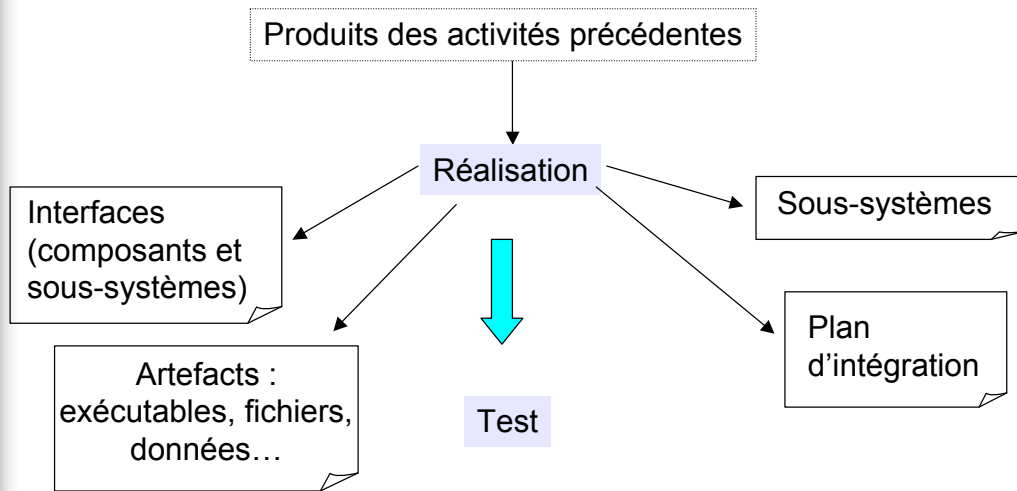 Produits des activités précédentes
Réalisation
Interfaces
(composants et
sous-systèmes)
Sous-systèmes
Artefacts :
exécutables, fichiers,
données…
Plan
d’intégration
Test